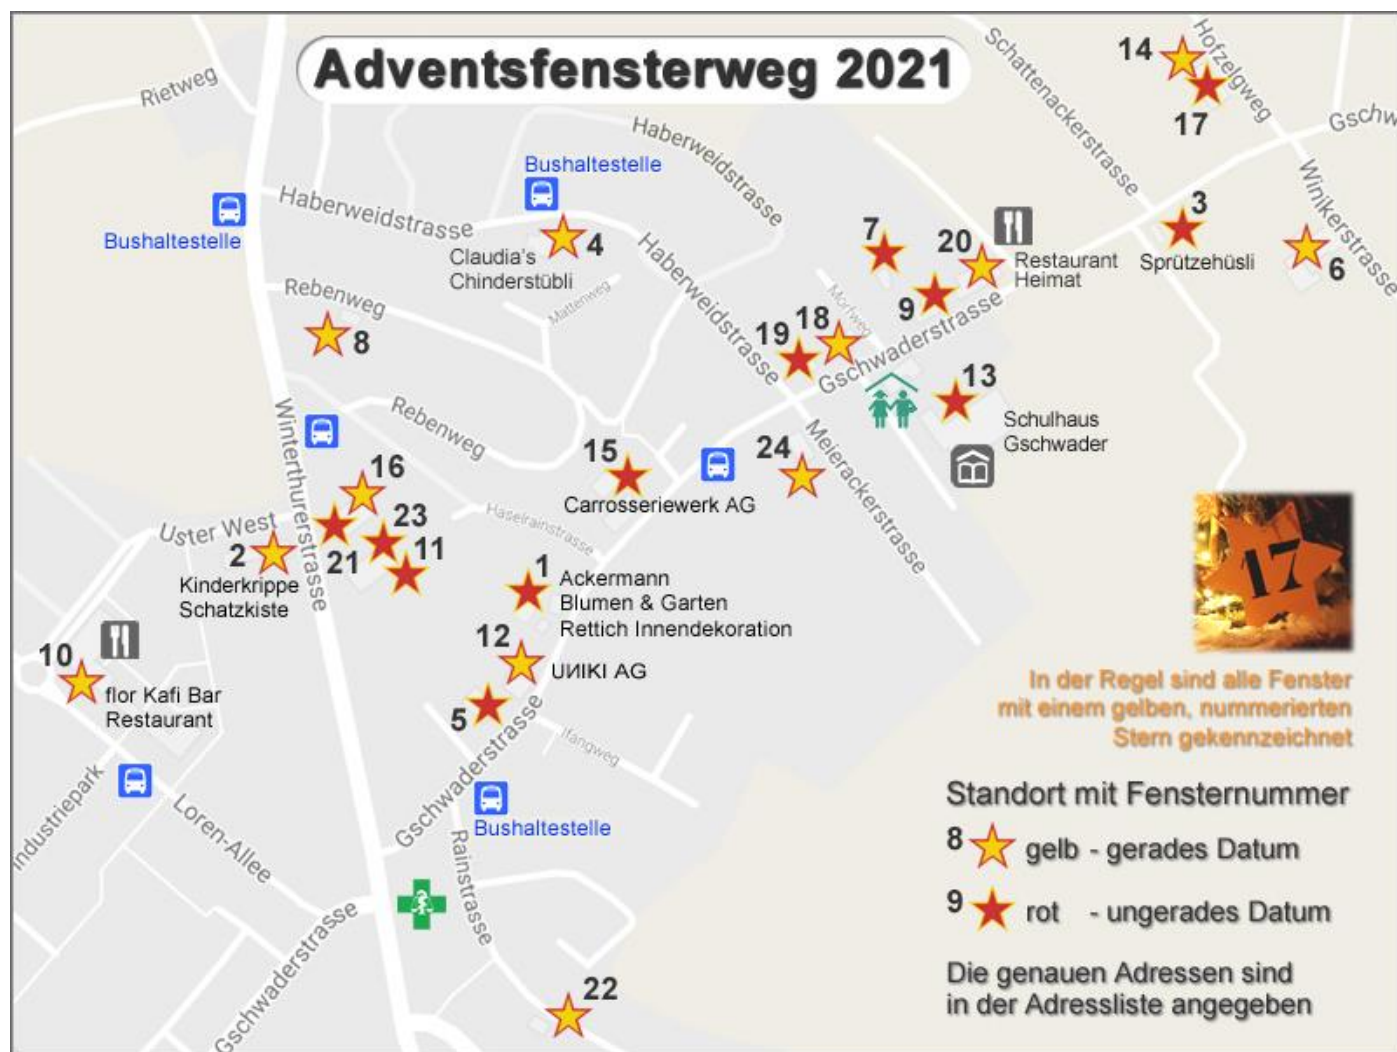 Adventsfensterweg 2021
Rietweg
Schattenackerstrasse
Hofzelgweg
14
17
Gschw
Haberweidstrasse
Bushaltestelle
Haberweidstrasse
Bushaltestelle
4
Claudia's
Chinderstübli
Haberweidstrasse
7
20
Restaurant
Heimat
3
Sprützehüsli
Winikerstrasse
6
Rebenweg
8
Mattenweg
Morfweg
9
19
18
Gschwaderstrasse
13
Schulhaus
Gschwader
Rebenweg
Winterthurerstrasse
15
Carrosseriewerk AG
24
Meierackerstrasse
16
Uster West
2
21
23
11
Kinderkrippe
Schatzkiste
Haselrainstrasse
1
Ackermann
Blumen & Garten
Rettich Innendekoration
12
UNIKI AG
5
10
flor Kafi Bar
Restaurant
Ifangweg
Gschwaderstrasse
Bushaltestelle
Industriepark
Loren-Allee
Rainstrasse
Gschwaderstrasse
22
17
In der Regel sind alle Fenster
mit einem gelben, nummerierten
Stern gekennzeichnet
Standort mit Fensternummer
8 gelb - gerades Datum
9 rot - ungerades Datum
Die genauen Adressen sind
in der Adressliste angegeben